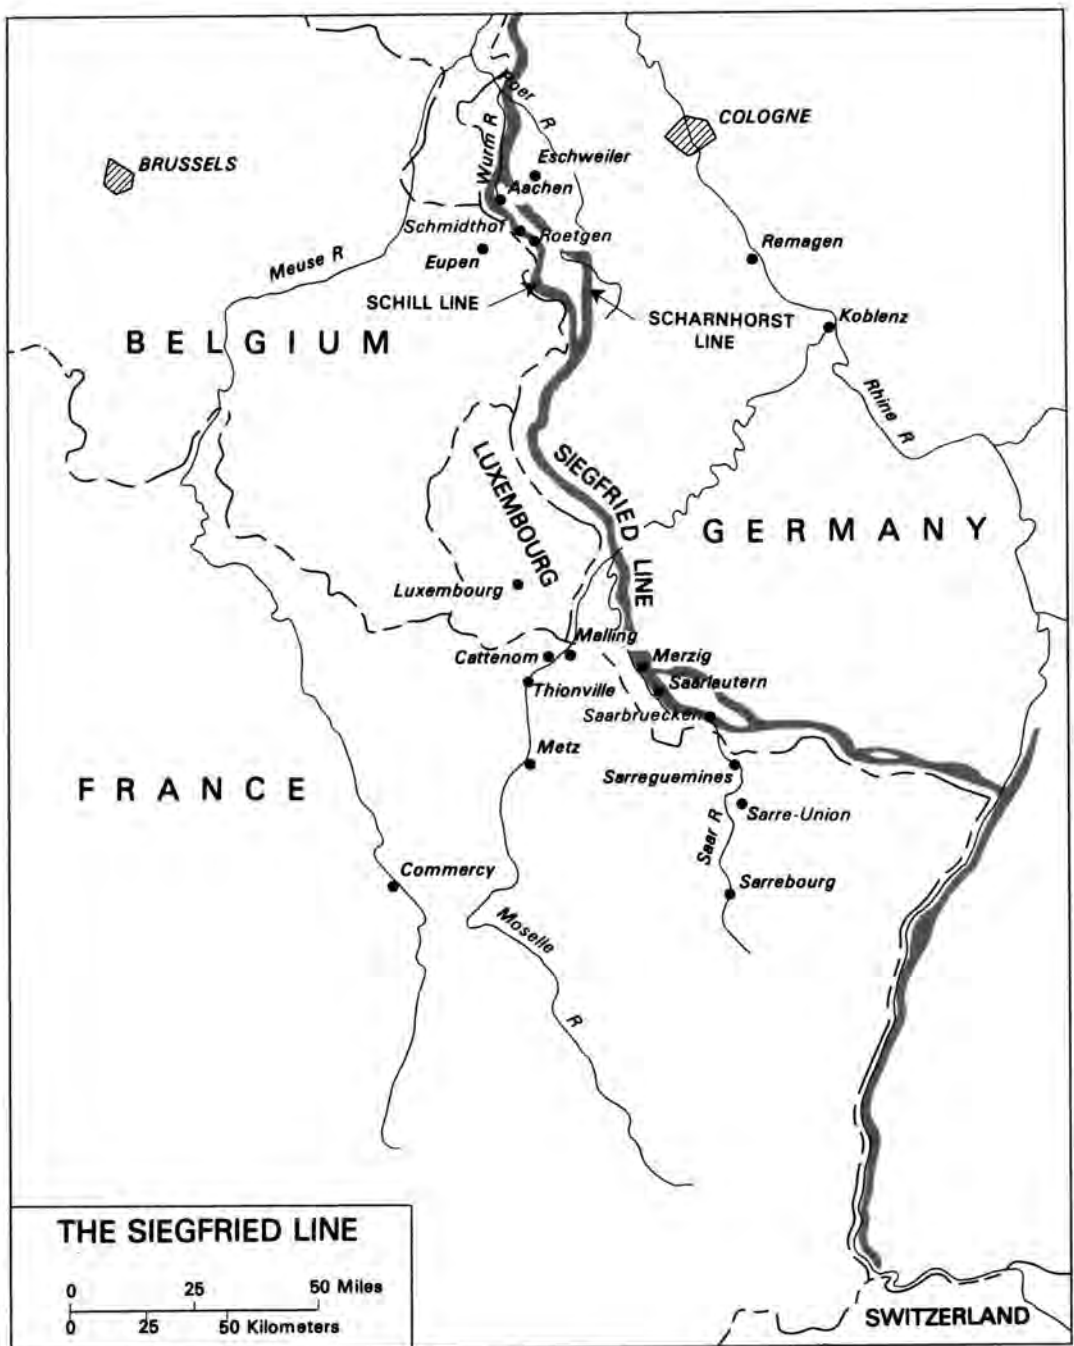 Roer
R
COLOGNE
BRUSSELS
Wurm R
Eschweiler
Aachen
Schmidthof
Roetgen
Eupen
Remagen
Meuse R
SCHILL LINE
SCHARNHORST
LINE
Koblenz
BELGIUM
Rhine R
LUXEMBOURG
SIEGFRIED LINE
GERMANY
Luxembourg
Malling
Cattenom
Merzig
Thionville
Saarlautern
Saarbruecken
Metz
Sarreguemines
FRANCE
Saar R
Sarre-Union
Commercy
Sarrebourg
Moselle
R
THE SIEGFRIED LINE
0 25 50 Miles
0 25 50 Kilometers
SWITZERLAND